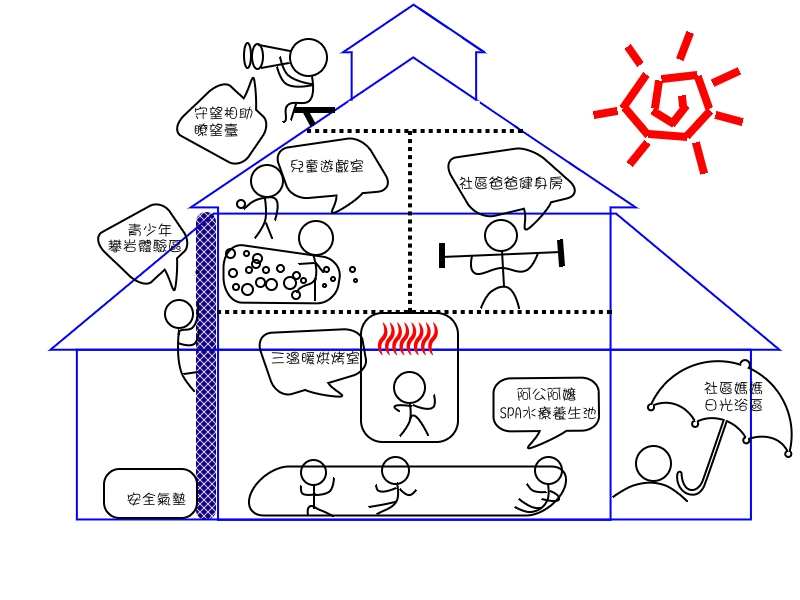 守望相助
瞭望臺
兒童遊戲室
社區爸爸健身房
青少年
攀岩體驗區
三溫暖烘烤室
阿公阿嬤
SPA水療養生池
社區媽媽
日光浴區
安全氣墊